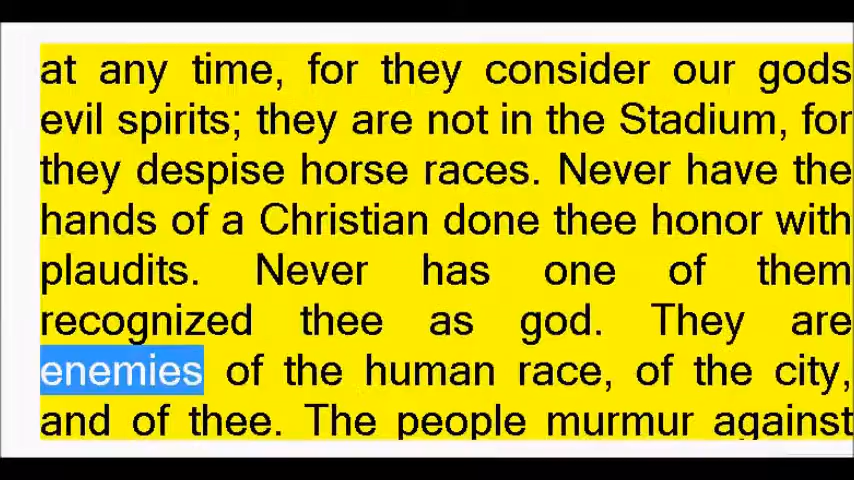 at any time, for they consider our gods
evil spirits; they are not in the Stadium, for
they despise horse races. Never have the
hands of a Christian done thee honor with
plaudits. Never has one of them
recognized thee as god. They are
enemies of the human race, of the city,
and of thee. The people murmur against